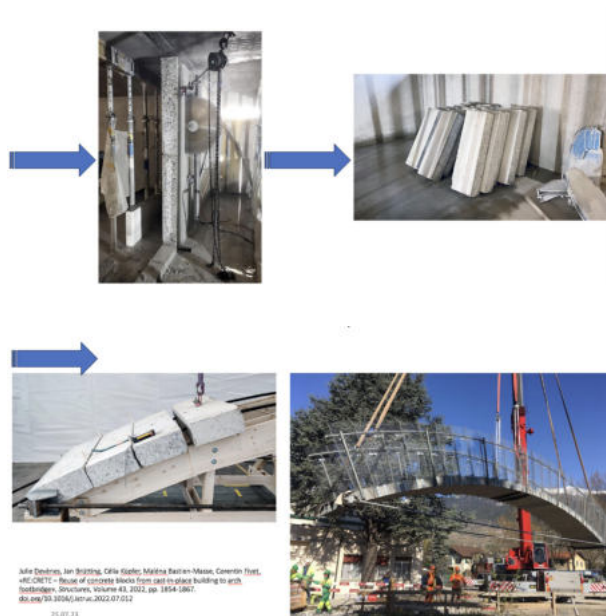 Julie Devènes, Jan Brütting, Célia Küpfer, Maléna Bastien-Masse, Corentin Fivet,
«RE:CRETE – Reuse of concrete blocks from cast-in-place building to arch
footbridge», Structures, Volume 43, 2022, pp. 1854-1867.
doi.org/10.1016/j.istruc.2022.07.012